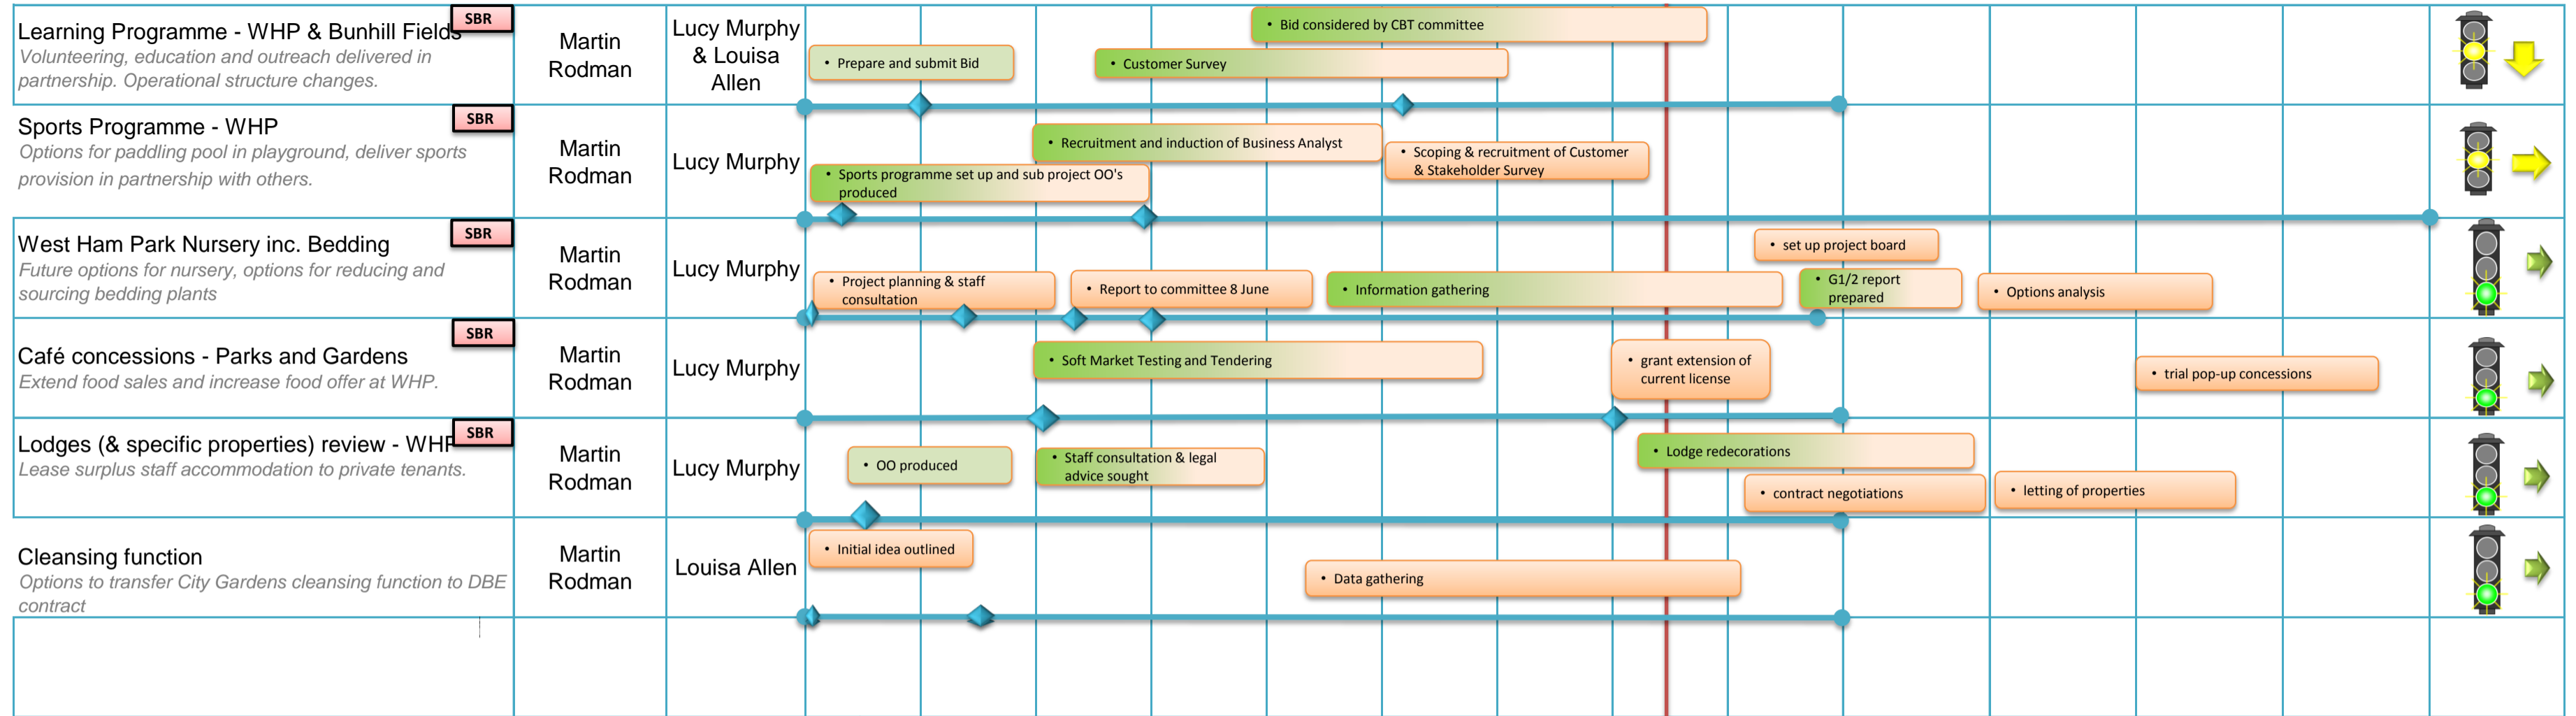 SBR
Learning Programme - WHP & Bunhill Fields
Volunteering, education and outreach delivered in
partnership. Operational structure changes.
Martin
Rodman
Lucy Murphy
& Louisa
Allen
• Bid considered by CBT committee
• Prepare and submit Bid
• Customer Survey
SBR
Sports Programme - WHP
Options for paddling pool in playground, deliver sports
provision in partnership with others.
Martin
Rodman
Lucy Murphy
• Recruitment and induction of Business Analyst
• Scoping & recruitment of Customer
& Stakeholder Survey
• Sports programme set up and sub project OO's
produced
SBR
West Ham Park Nursery inc. Bedding
Future options for nursery, options for reducing and
sourcing bedding plants
Martin
Rodman
Lucy Murphy
• set up project board
• Project planning & staff
consultation
• Report to committee 8 June
• Information gathering
• G1/2 report
prepared
• Options analysis
SBR
Café concessions - Parks and Gardens
Extend food sales and increase food offer at WHP.
Martin
Rodman
Lucy Murphy
• Soft Market Testing and Tendering
• grant extension of
current license
• trial pop-up concessions
SBR
Lodges (& specific properties) review - WHP
Lease surplus staff accommodation to private tenants.
Martin
Rodman
Lucy Murphy
• OO produced
• Staff consultation & legal
advice sought
• Lodge redecorations
• contract negotiations
• letting of properties
Cleansing function
Options to transfer City Gardens cleansing function to DBE
contract
Martin
Rodman
Louisa Allen
• Initial idea outlined
• Data gathering